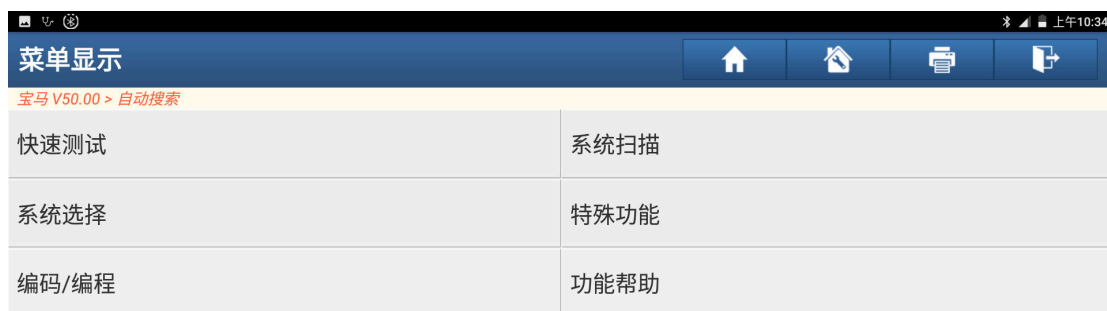 上午10:34
菜单显示
宝马 V50.00 > 自动搜索
快速测试 系统扫描
系统选择 特殊功能
编码/编程 功能帮助